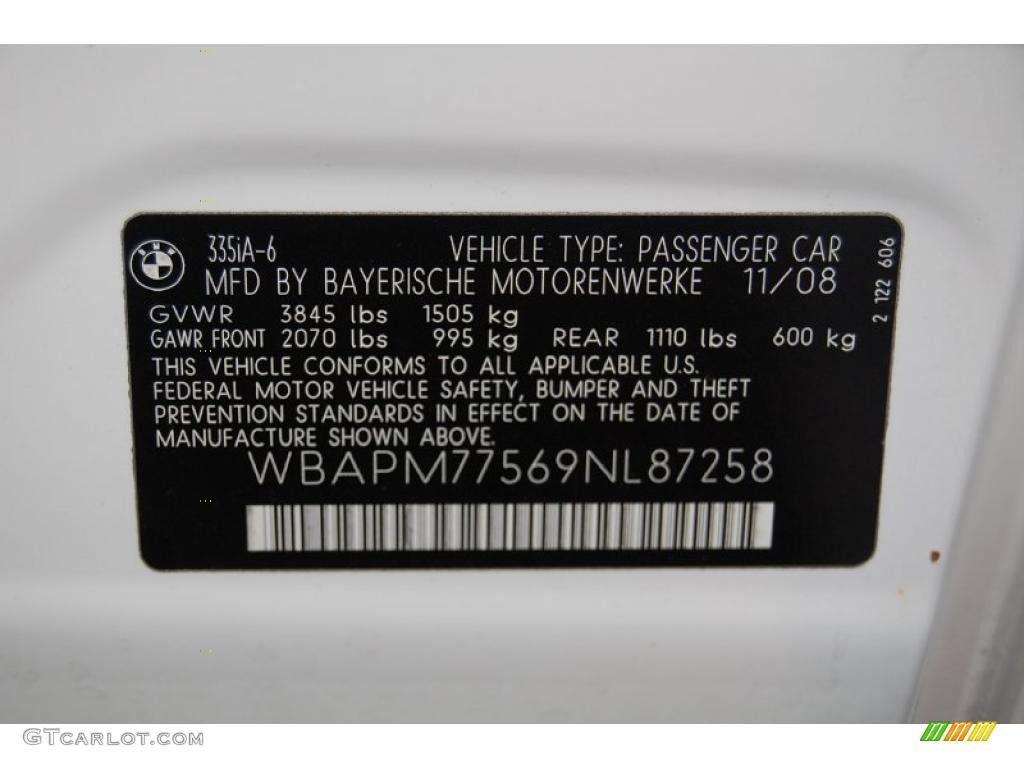 335iA-6 VEHICLE TYPE: PASSENGER CAR
MFD BY BAYERISCHE MOTORENWERKE 11/08
GVWR 3845 lbs 1505 kg
GAWR FRONT 2070 lbs 995 kg REAR 1110 lbs 600 kg
THIS VEHICLE CONFORMS TO ALL APPLICABLE U.S.
FEDERAL MOTOR VEHICLE SAFETY, BUMPER AND THEFT
PREVENTION STANDARDS IN EFFECT ON THE DATE OF
MANUFACTURE SHOWN ABOVE.
WBAPM77569NL87258
2 122 606
BMW
GTCARLOT.COM